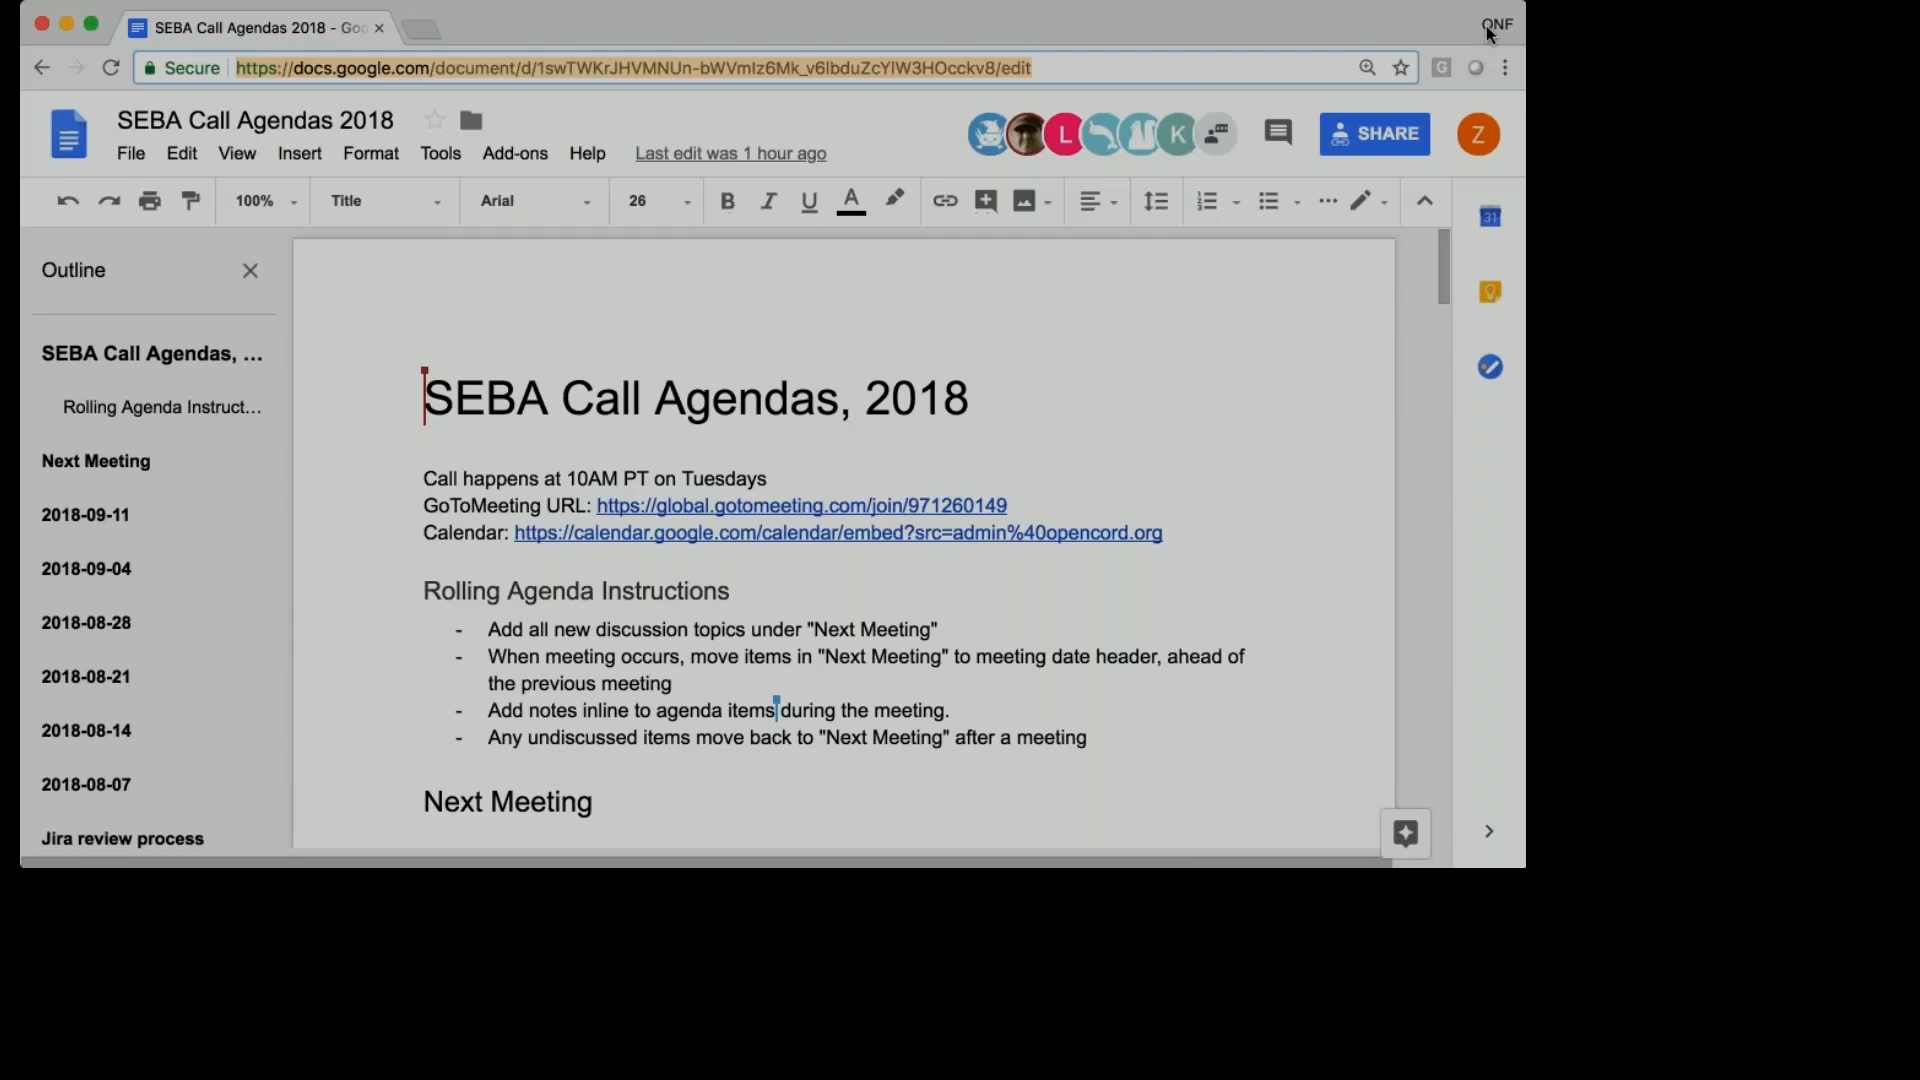 SEBA Call Agendas 2018 - Goo
ONF
Secure
https://docs.google.com/document/d/1swTWKrJHVMNUn-bWVmIz6Mk_v6lbduZcYlW3HOcckv8/edit
G
SEBA Call Agendas 2018
File Edit View Insert Format Tools Add-ons Help Last edit was 1 hour ago
L K SHARE Z
100% Title Arial 26 B I U A
31
Outline
SEBA Call Agendas, ...
Rolling Agenda Instruct...
Next Meeting
2018-09-11
2018-09-04
2018-08-28
2018-08-21
2018-08-14
2018-08-07
Jira review process
SEBA Call Agendas, 2018
Call happens at 10AM PT on Tuesdays
GoToMeeting URL: https://global.gotomeeting.com/join/971260149
Calendar: https://calendar.google.com/calendar/embed?src=admin%40opencord.org
Rolling Agenda Instructions
- Add all new discussion topics under "Next Meeting"
- When meeting occurs, move items in "Next Meeting" to meeting date header, ahead of
the previous meeting
- Add notes inline to agenda items during the meeting.
- Any undiscussed items move back to "Next Meeting" after a meeting
Next Meeting